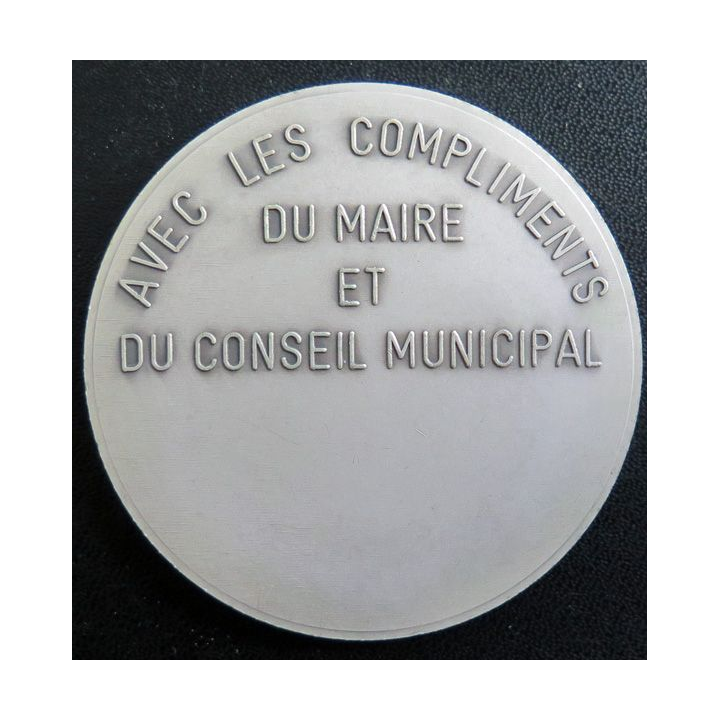 AVEC LES COMPLIMENTS
DU MAIRE
ET
DU CONSEIL MUNICIPAL